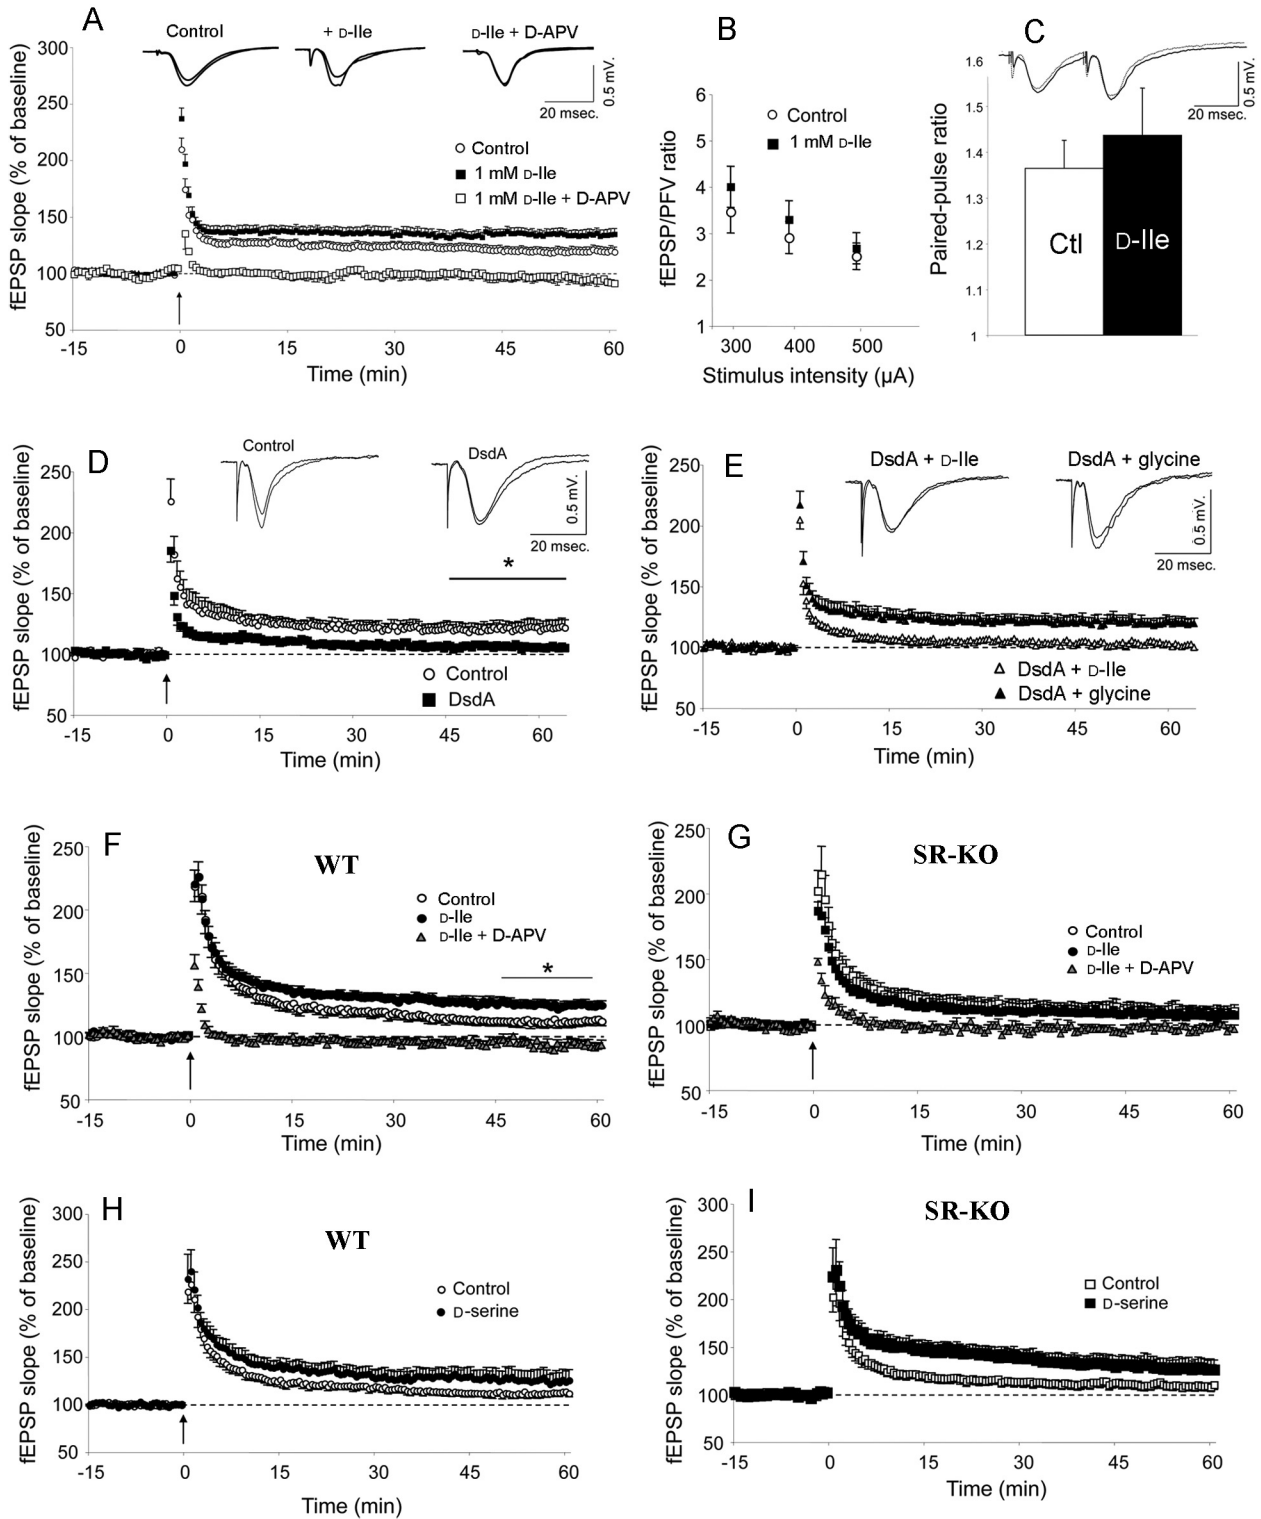 A
Control
+ D-Ile
D-Ile + D-APV
0.5 mV.
20 msec.
Control
1 mM D-Ile
1 mM D-Ile + D-APV
fEPSP slope (% of baseline)
300
250
200
150
100
50
-15
0
15
30
45
60
Time (min)
B
Control
1 mM D-Ile
fEPSP/PFV ratio
6
5
4
3
2
1
300
400
500
Stimulus intensity (µA)
C
0.5 mV.
20 msec.
Paired-pulse ratio
1.6
1.5
1.4
1.3
1.2
1.1
1
Ctl
D-Ile
D
Control
DsdA
0.5 mV.
20 msec.
*
fEPSP slope (% of baseline)
250
200
150
100
50
Control
DsdA
-15
0
15
30
45
60
Time (min)
E
DsdA + D-Ile
DsdA + glycine
0.5 mV.
20 msec.
fEPSP slope (% of baseline)
250
200
150
100
50
DsdA + D-Ile
DsdA + glycine
-15
0
15
30
45
60
Time (min)
F
WT
Control
D-Ile
D-Ile + D-APV
*
fEPSP slope (% of baseline)
250
200
150
100
50
-15
0
15
30
45
60
Time (min)
G
SR-KO
Control
D-Ile
D-Ile + D-APV
fEPSP slope (% of baseline)
250
200
150
100
50
-15
0
15
30
45
60
Time (min)
H
WT
Control
D-serine
fEPSP slope (% of baseline)
300
250
200
150
100
50
-15
0
15
30
45
60
Time (min)
I
SR-KO
Control
D-serine
fEPSP slope (% of baseline)
300
250
200
150
100
50
-15
0
15
30
45
60
Time (min)